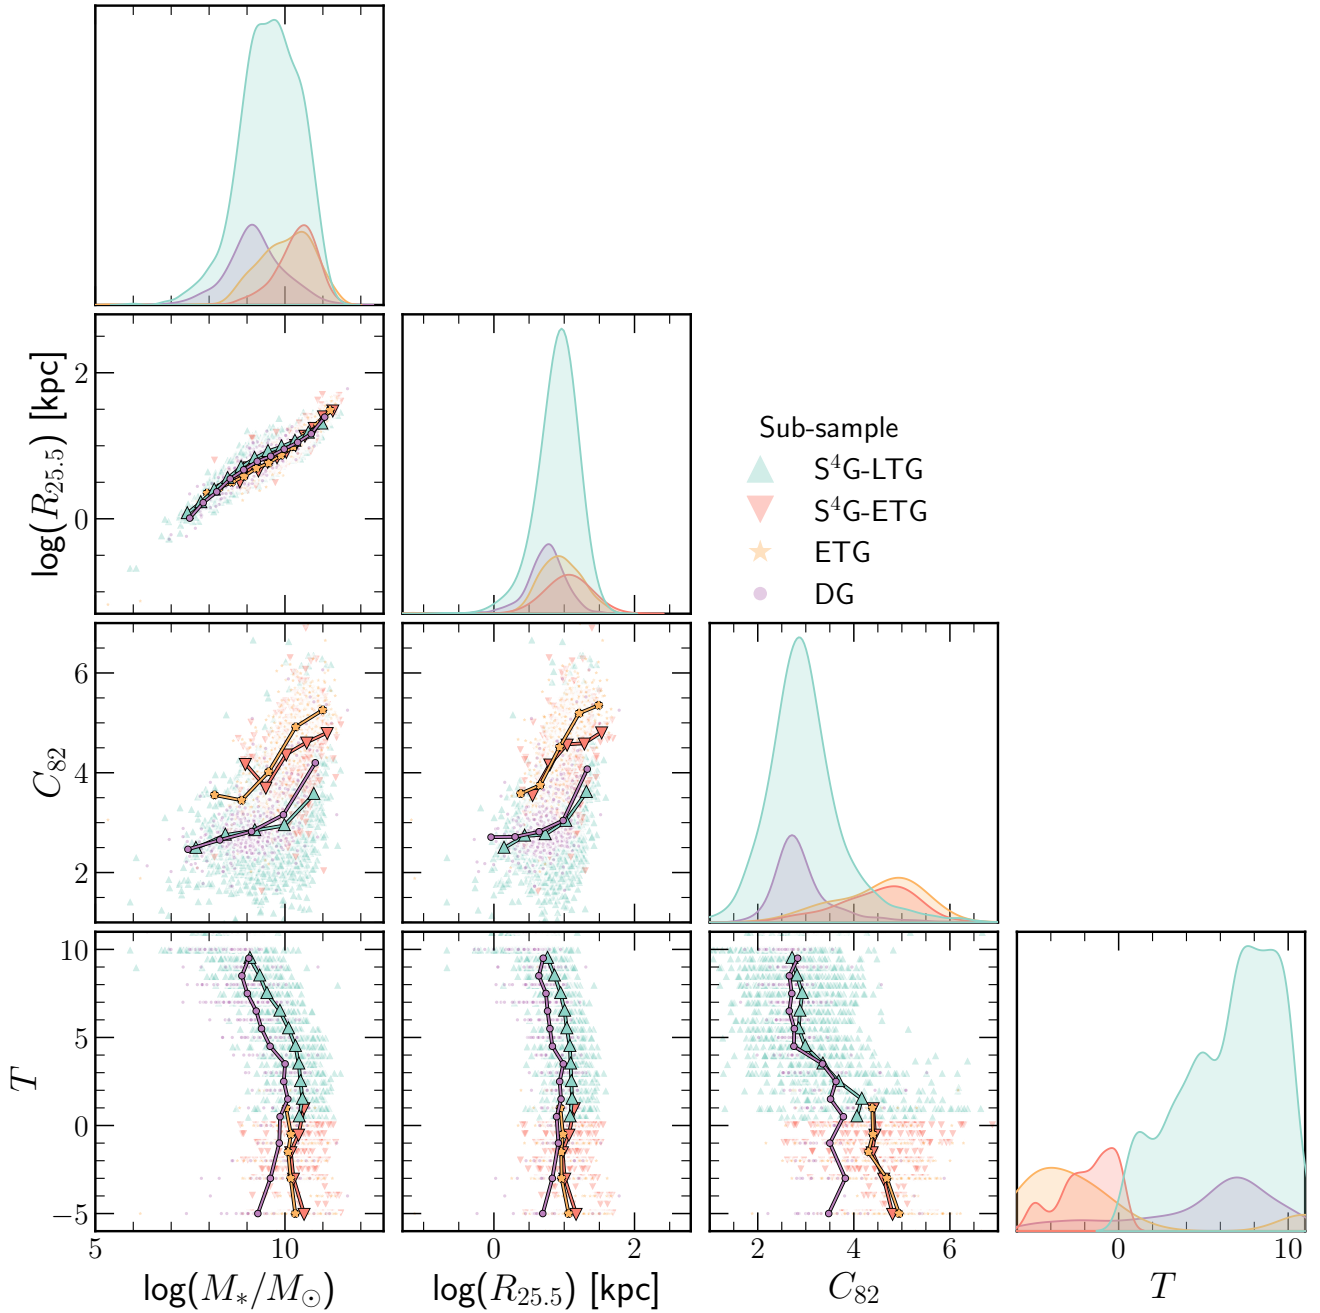 log(R₂₅.₅) [kpc]
2
0
Sub-sample
S⁴G-LTG
S⁴G-ETG
ETG
DG
C₈₂
6
4
2
T
10
5
0
−5
5 10
0 2
2 4 6
0 10
log(M*/M☉)
log(R₂₅.₅) [kpc]
C₈₂
T